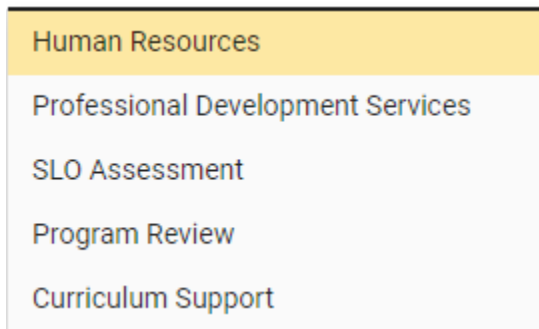 Human Resources
Professional Development Services
SLO Assessment
Program Review
Curriculum Support